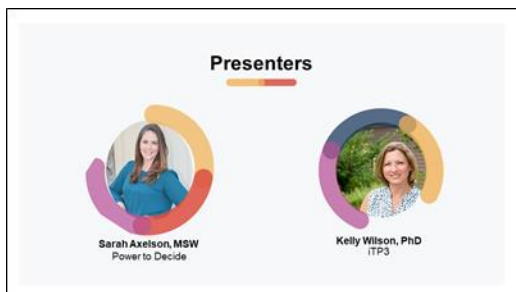 Presenters
Sarah Axelson, MSW
Power to Decide
Kelly Wilson, PhD
iTP3